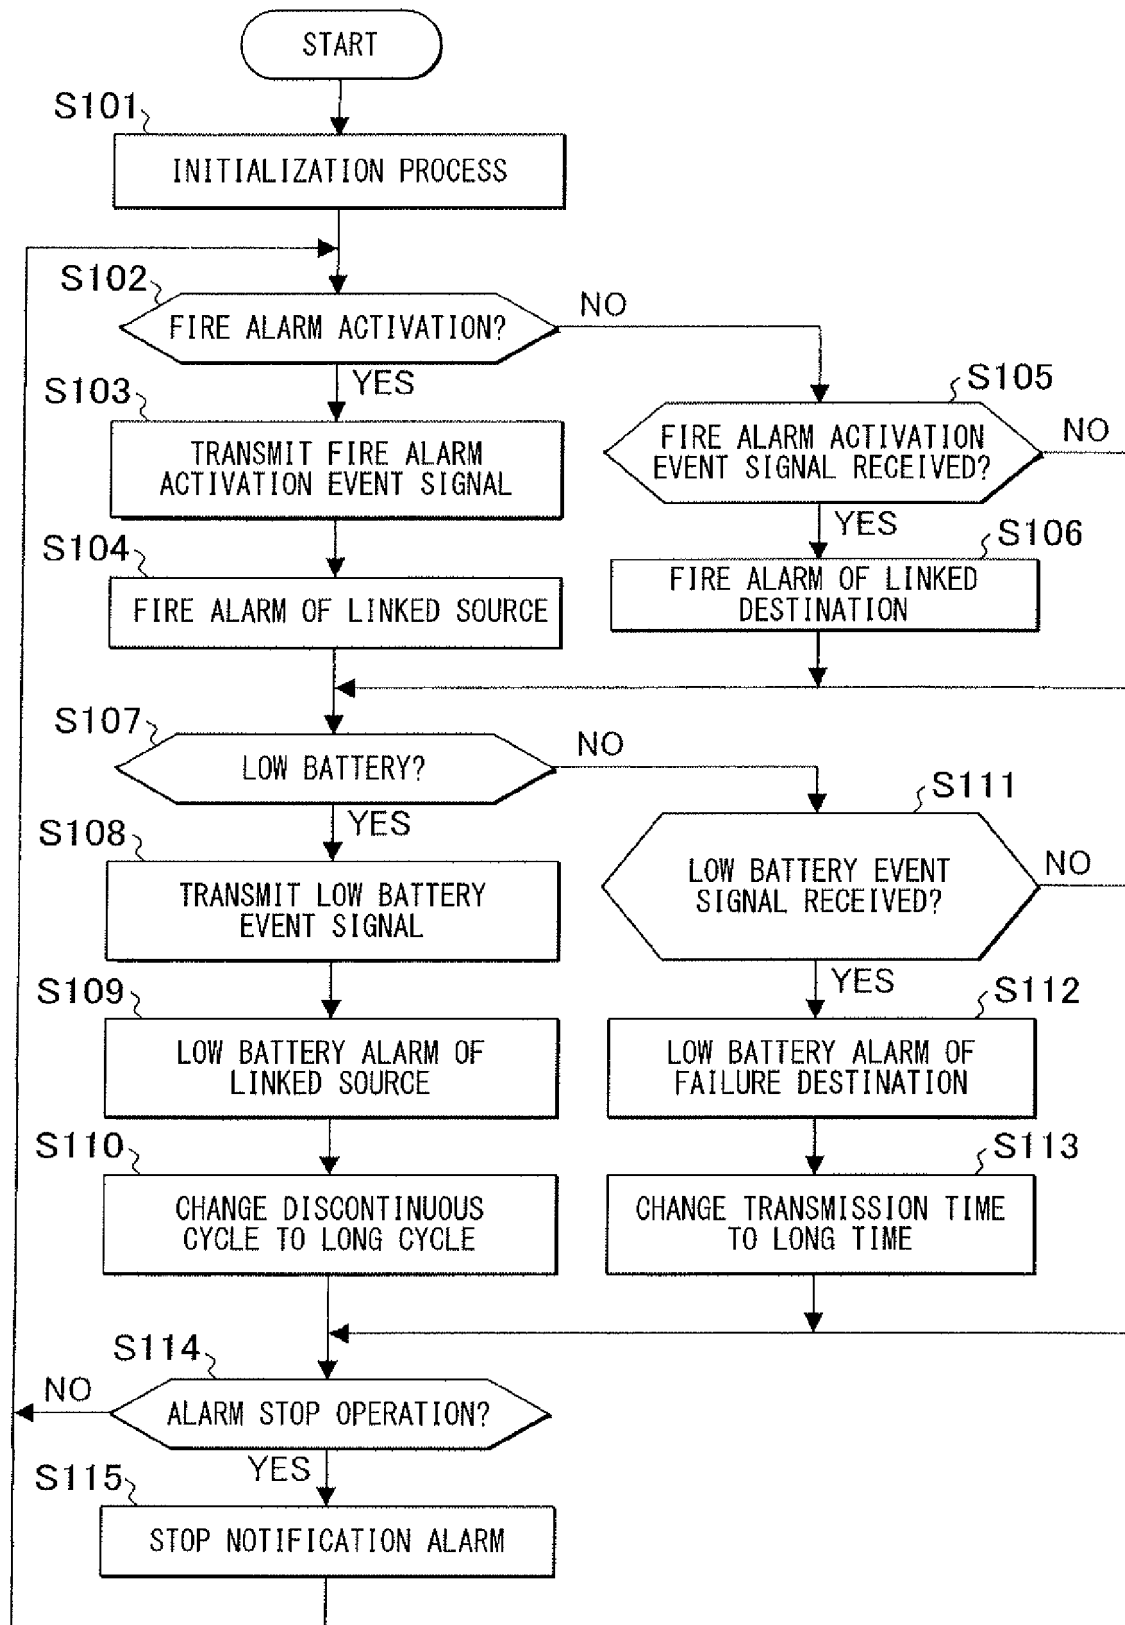 START
S101
INITIALIZATION PROCESS
S102
FIRE ALARM ACTIVATION?
NO
YES
S103
TRANSMIT FIRE ALARM
ACTIVATION EVENT SIGNAL
S104
FIRE ALARM OF LINKED SOURCE
S105
FIRE ALARM ACTIVATION
EVENT SIGNAL RECEIVED?
NO
YES
S106
FIRE ALARM OF LINKED
DESTINATION
S107
LOW BATTERY?
NO
YES
S108
TRANSMIT LOW BATTERY
EVENT SIGNAL
S109
LOW BATTERY ALARM OF
LINKED SOURCE
S110
CHANGE DISCONTINUOUS
CYCLE TO LONG CYCLE
S111
LOW BATTERY EVENT
SIGNAL RECEIVED?
NO
YES
S112
LOW BATTERY ALARM OF
FAILURE DESTINATION
S113
CHANGE TRANSMISSION TIME
TO LONG TIME
S114
NO
ALARM STOP OPERATION?
YES
S115
STOP NOTIFICATION ALARM